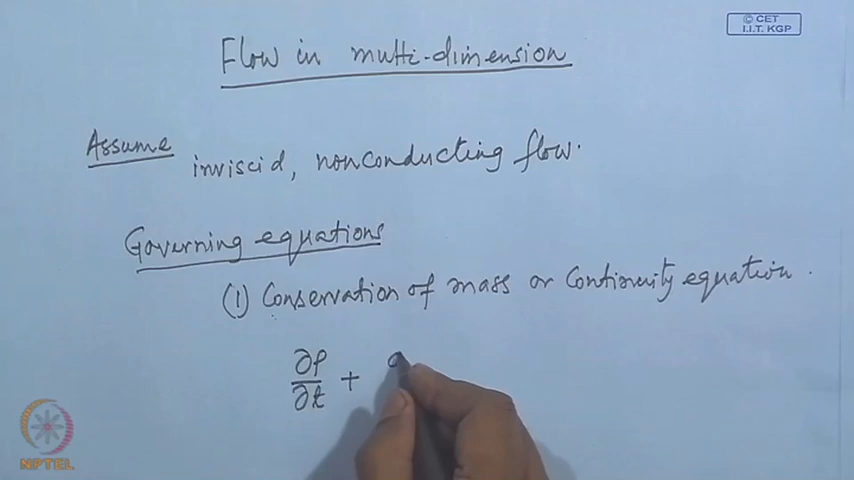 © CET
I.I.T. KGP
Flow in multi-dimension
Assume inviscid, nonconducting flow.
Governing equations
(1) Conservation of mass or Continuity equation.
∂ρ/∂t +
NPTEL